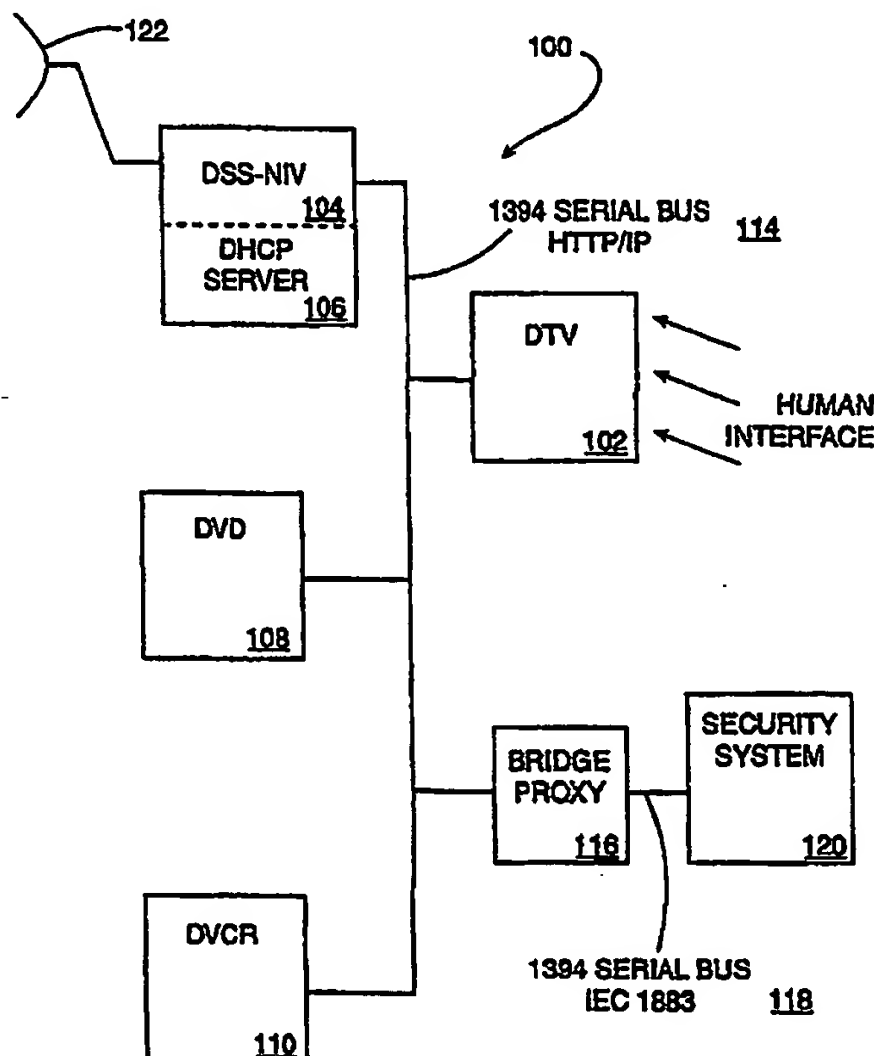 122
100
DSS-NIV
104
DHCP
SERVER
106
1394 SERIAL BUS
HTTP/IP
114
DTV
102
HUMAN
INTERFACE
DVD
108
BRIDGE
PROXY
116
SECURITY
SYSTEM
120
DVCR
110
1394 SERIAL BUS
IEC 1883
118